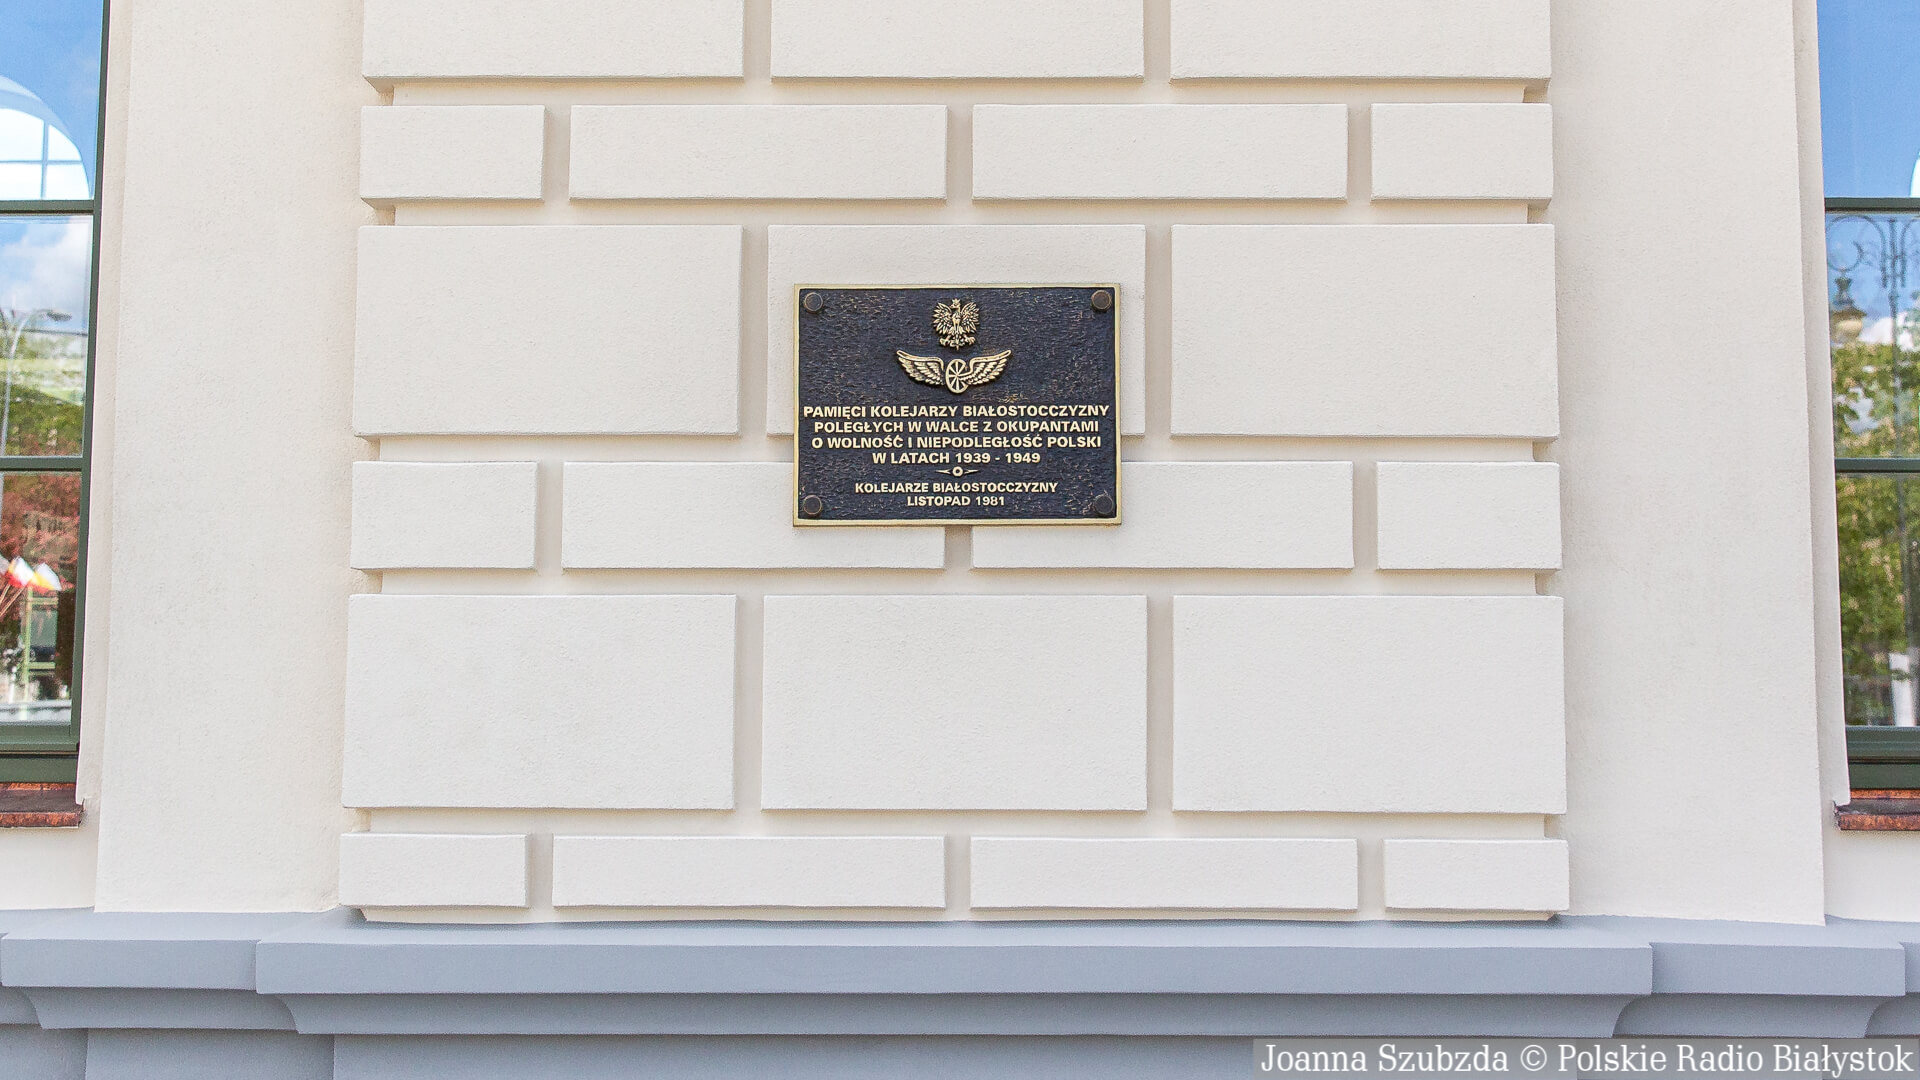 PAMIĘCI KOLEJARZY BIAŁOSTOCCZYZNY
POLEGŁYCH W WALCE Z OKUPANTAMI
O WOLNOŚĆ I NIEPODLEGŁOŚĆ POLSKI
W LATACH 1939 - 1949
KOLEJARZE BIAŁOSTOCCZYZNY
LISTOPAD 1981
Joanna Szubzda © Polskie Radio Białystok